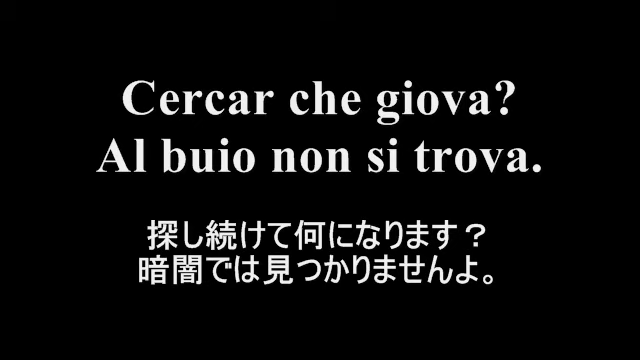 Cercar che giova?
Al buio non si trova.
探し続けて何になります？
暗闇では見つかりませんよ。